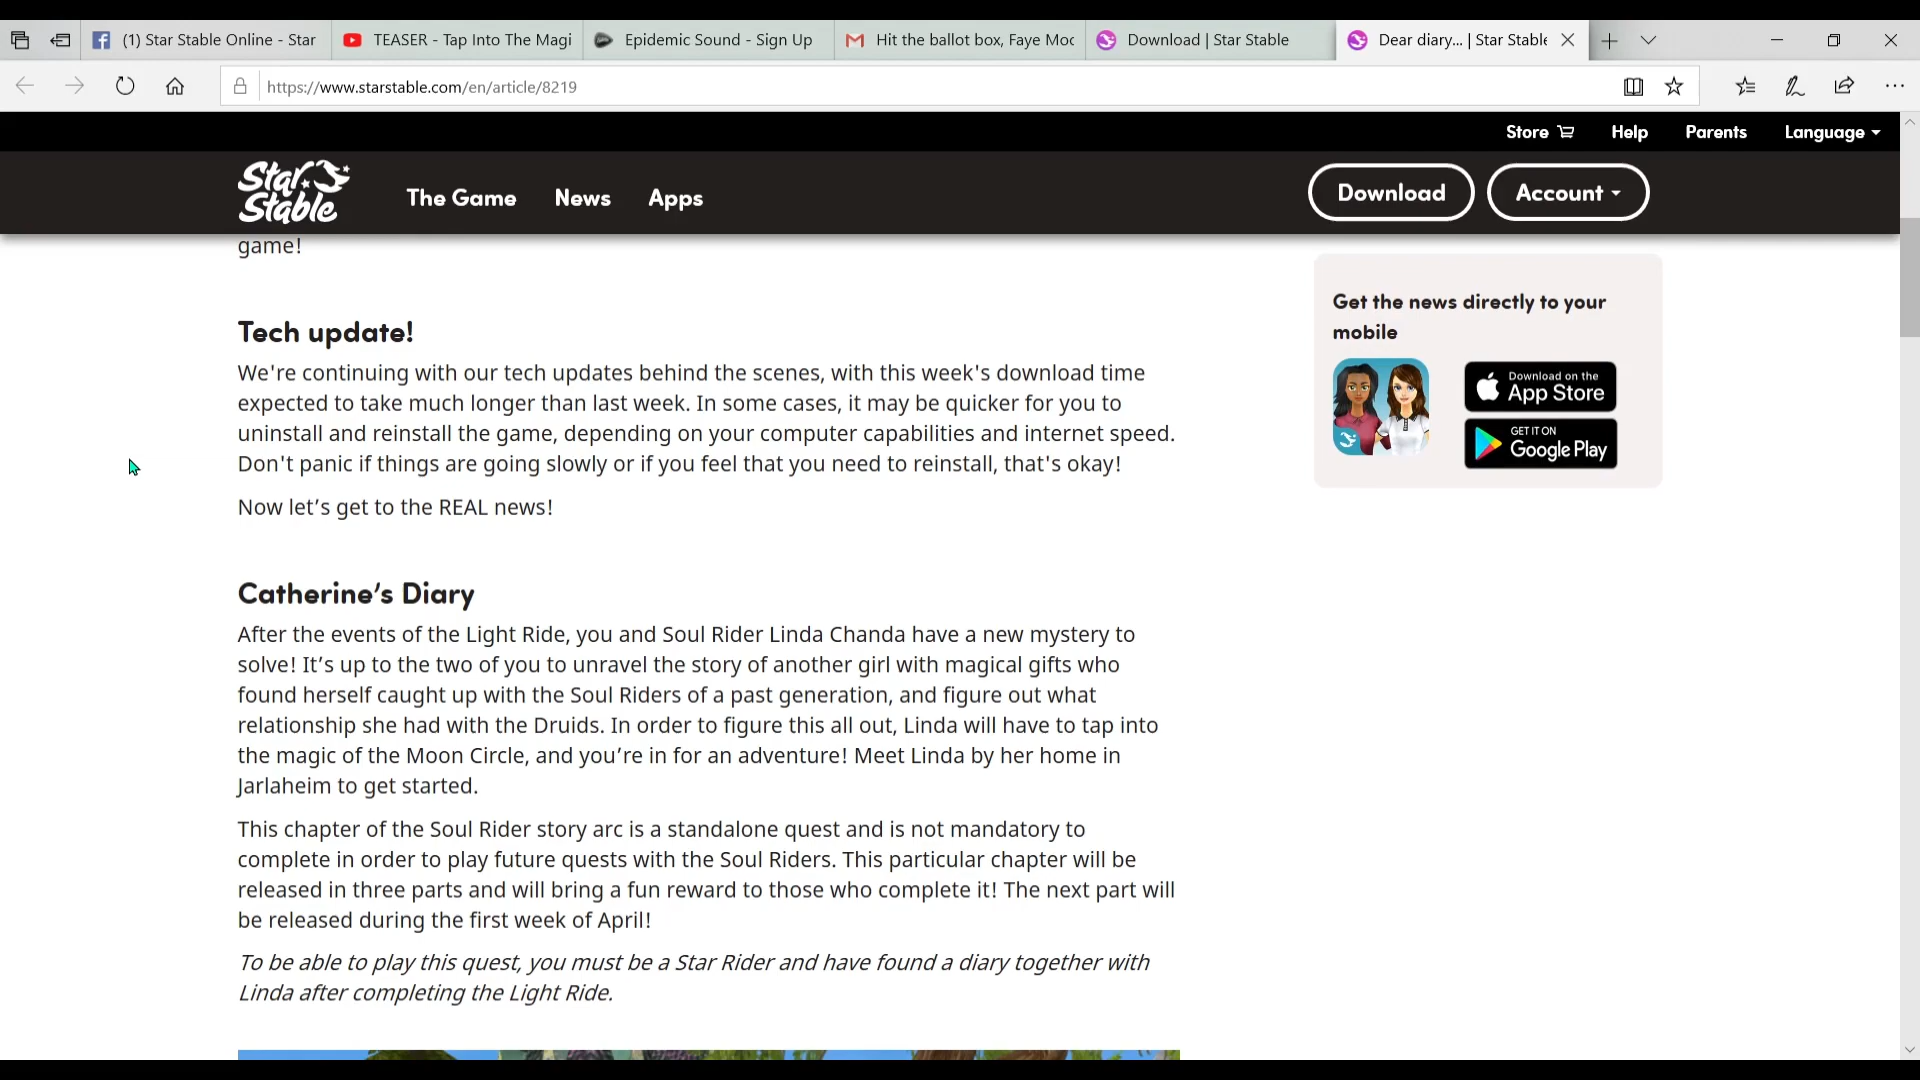 (1) Star Stable Online - Star
TEASER - Tap Into The Magi
Epidemic Sound - Sign Up
Hit the ballot box, Faye Moc
Download | Star Stable
Dear diary... | Star Stable
https://www.starstable.com/en/article/8219
Store
Help
Parents
Language
Star Stable
The Game
News
Apps
Download
Account
game!
Tech update!
We're continuing with our tech updates behind the scenes, with this week's download time
expected to take much longer than last week. In some cases, it may be quicker for you to
uninstall and reinstall the game, depending on your computer capabilities and internet speed.
Don't panic if things are going slowly or if you feel that you need to reinstall, that's okay!
Now let’s get to the REAL news!
Catherine’s Diary
After the events of the Light Ride, you and Soul Rider Linda Chanda have a new mystery to
solve! It’s up to the two of you to unravel the story of another girl with magical gifts who
found herself caught up with the Soul Riders of a past generation, and figure out what
relationship she had with the Druids. In order to figure this all out, Linda will have to tap into
the magic of the Moon Circle, and you’re in for an adventure! Meet Linda by her home in
Jarlaheim to get started.
This chapter of the Soul Rider story arc is a standalone quest and is not mandatory to
complete in order to play future quests with the Soul Riders. This particular chapter will be
released in three parts and will bring a fun reward to those who complete it! The next part will
be released during the first week of April!
To be able to play this quest, you must be a Star Rider and have found a diary together with
Linda after completing the Light Ride.
Get the news directly to your
mobile
Download on the
App Store
GET IT ON
Google Play